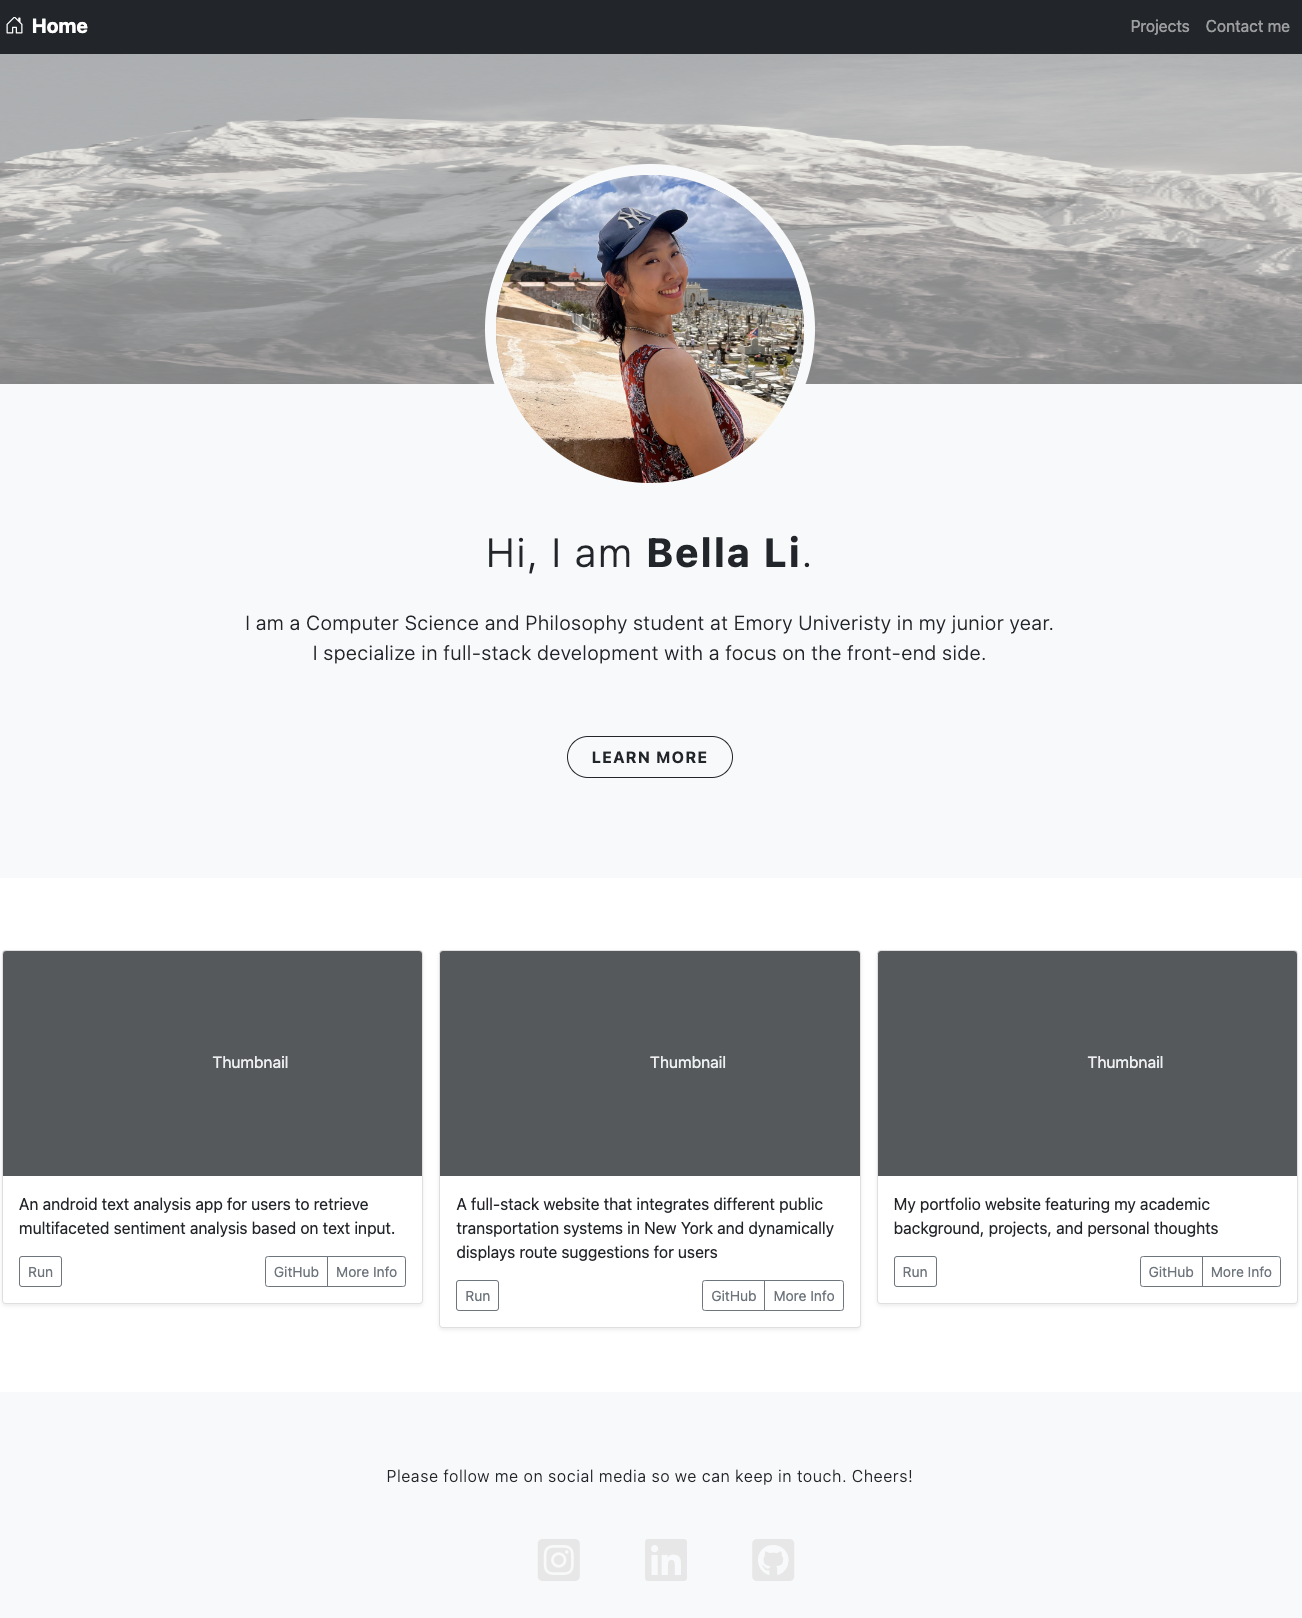 Home
Projects
Contact me
NY
Hi, I am Bella Li.
I am a Computer Science and Philosophy student at Emory Univeristy in my junior year.
I specialize in full-stack development with a focus on the front-end side.
LEARN MORE
Thumbnail
An android text analysis app for users to retrieve
multifaceted sentiment analysis based on text input.
Run
GitHub
More Info
Thumbnail
A full-stack website that integrates different public
transportation systems in New York and dynamically
displays route suggestions for users
Run
GitHub
More Info
Thumbnail
My portfolio website featuring my academic
background, projects, and personal thoughts
Run
GitHub
More Info
Please follow me on social media so we can keep in touch. Cheers!
in